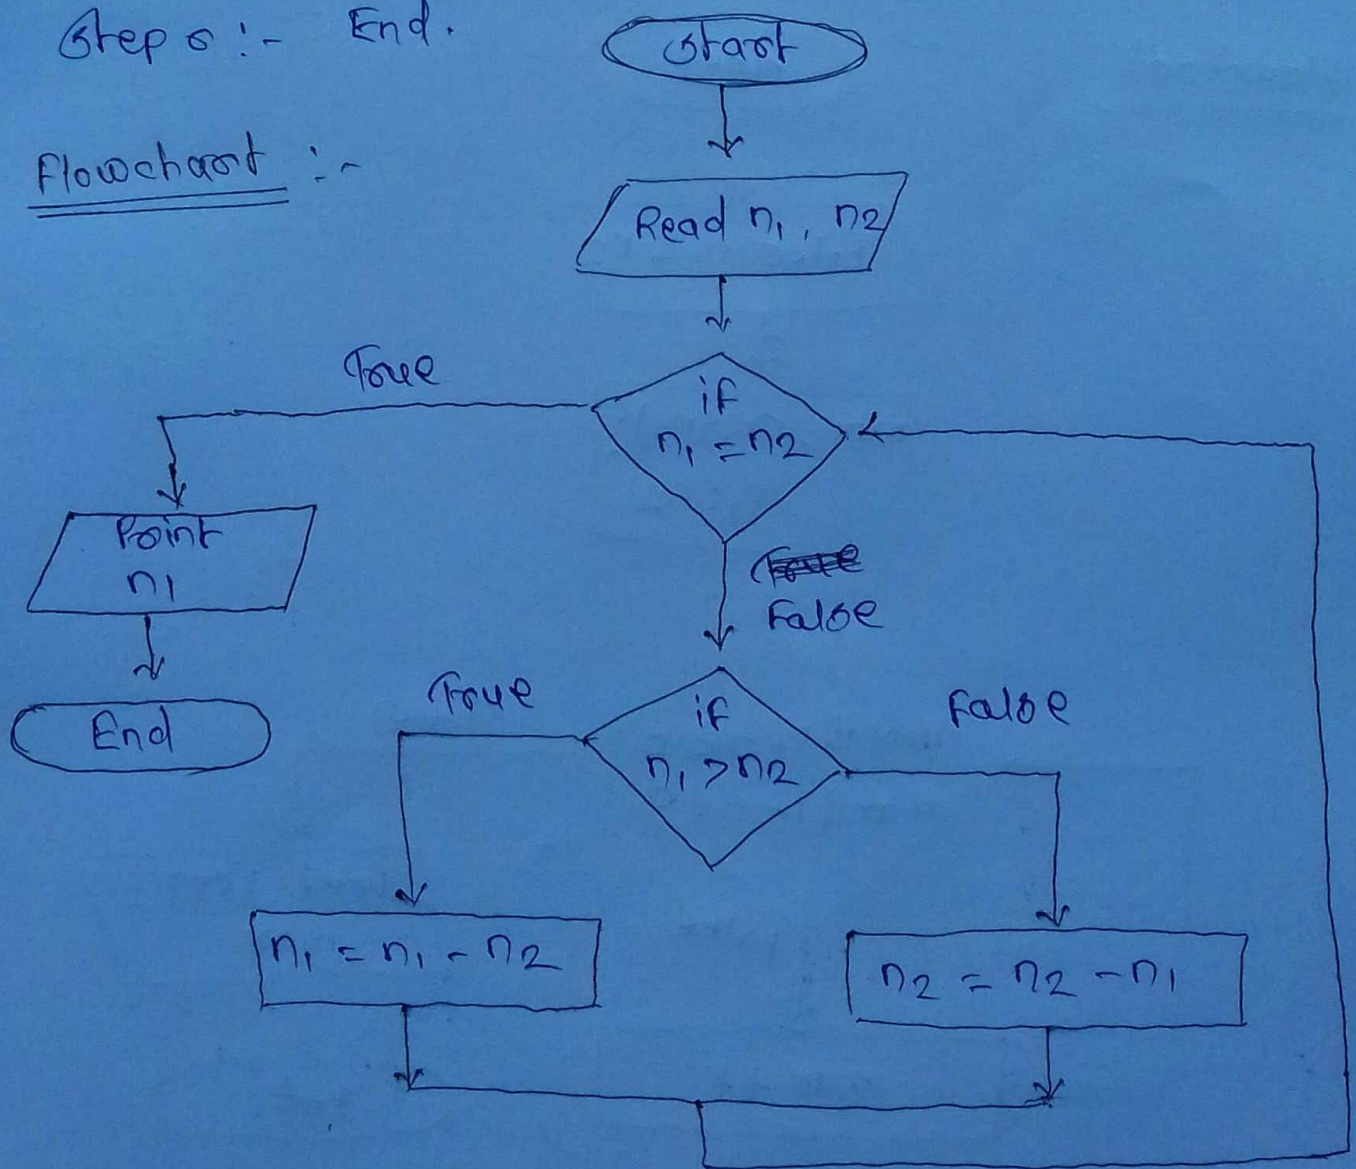 Step 6 :- End.
Flowchart :-
Start
Read n1, n2
if
n1 = n2
True
Print
n1
End
False
if
n1 > n2
True
False
n1 = n1 - n2
n2 = n2 - n1